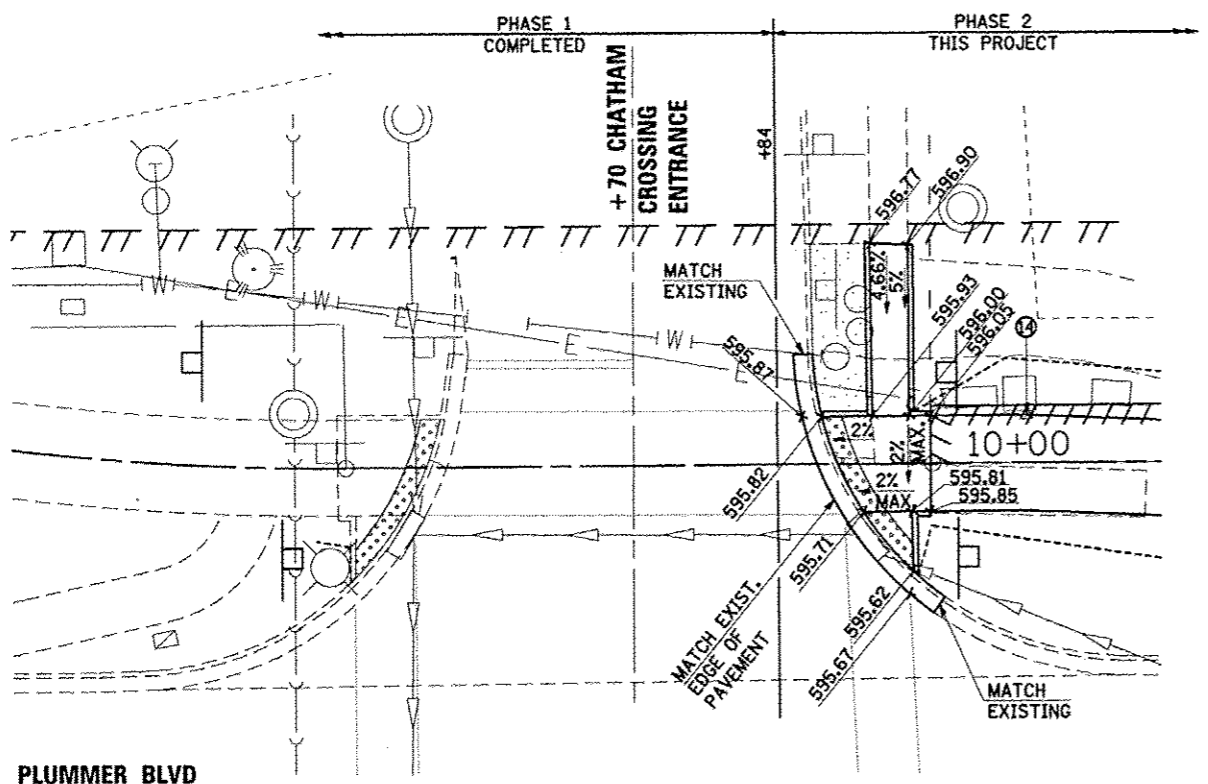 PHASE 1
COMPLETED
PHASE 2
THIS PROJECT
+70 CHATHAM
CROSSING
ENTRANCE
+84
596.77
596.90
MATCH
EXISTING
4.66%
5%
595.93
596.00
596.05
14
W
E
W
E
W
E
595.87
2%
2%
MAX.
10+00
2%
MAX
595.81
595.85
595.82
595.71
595.62
595.67
MATCH EXIST.
EDGE OF
PAVEMENT
MATCH
EXISTING
PLUMMER BLVD